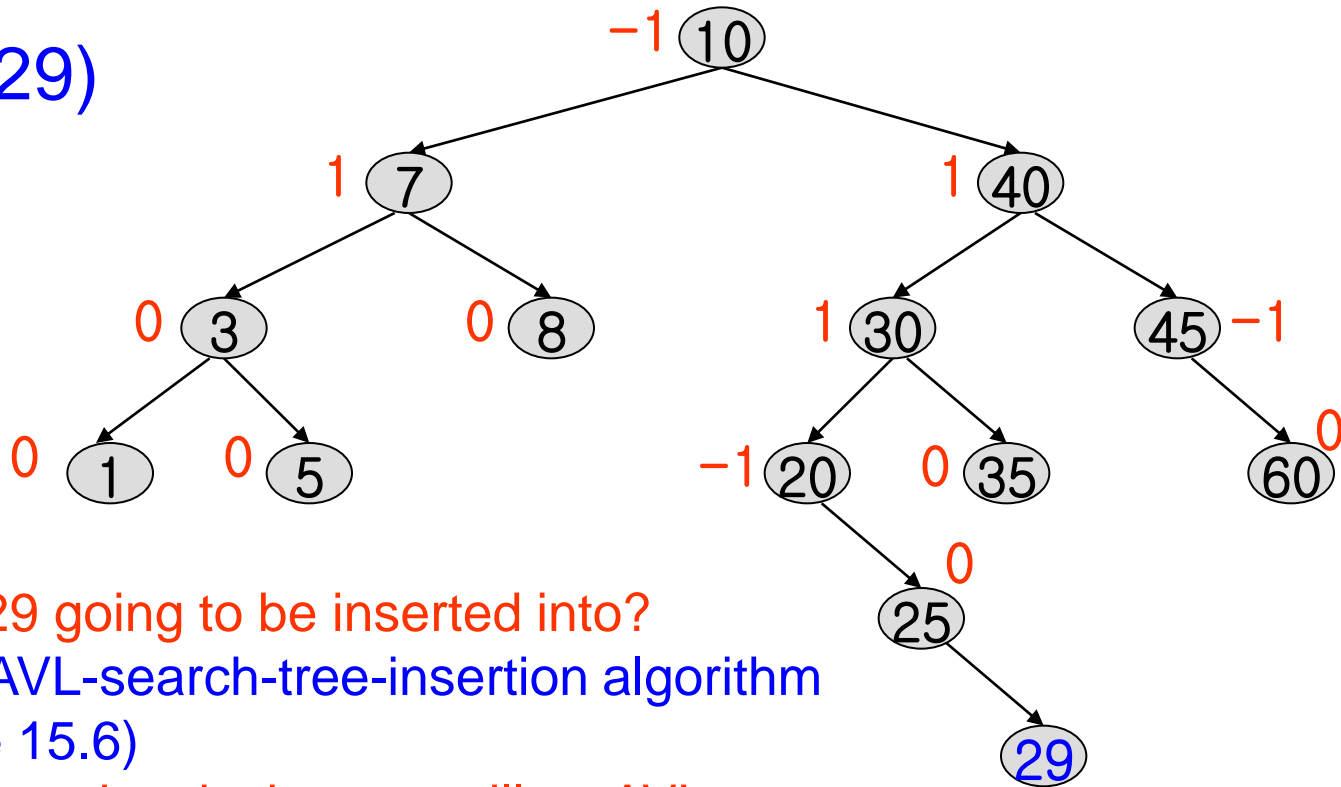 29)
-1 10
1 7 1 40
0 3 0 8 1 30 45 -1
0 1 0 5 -1 20 0 35 60 0
0
25
29 going to be inserted into?
AVL-search-tree-insertion algorithm
15.6)
29